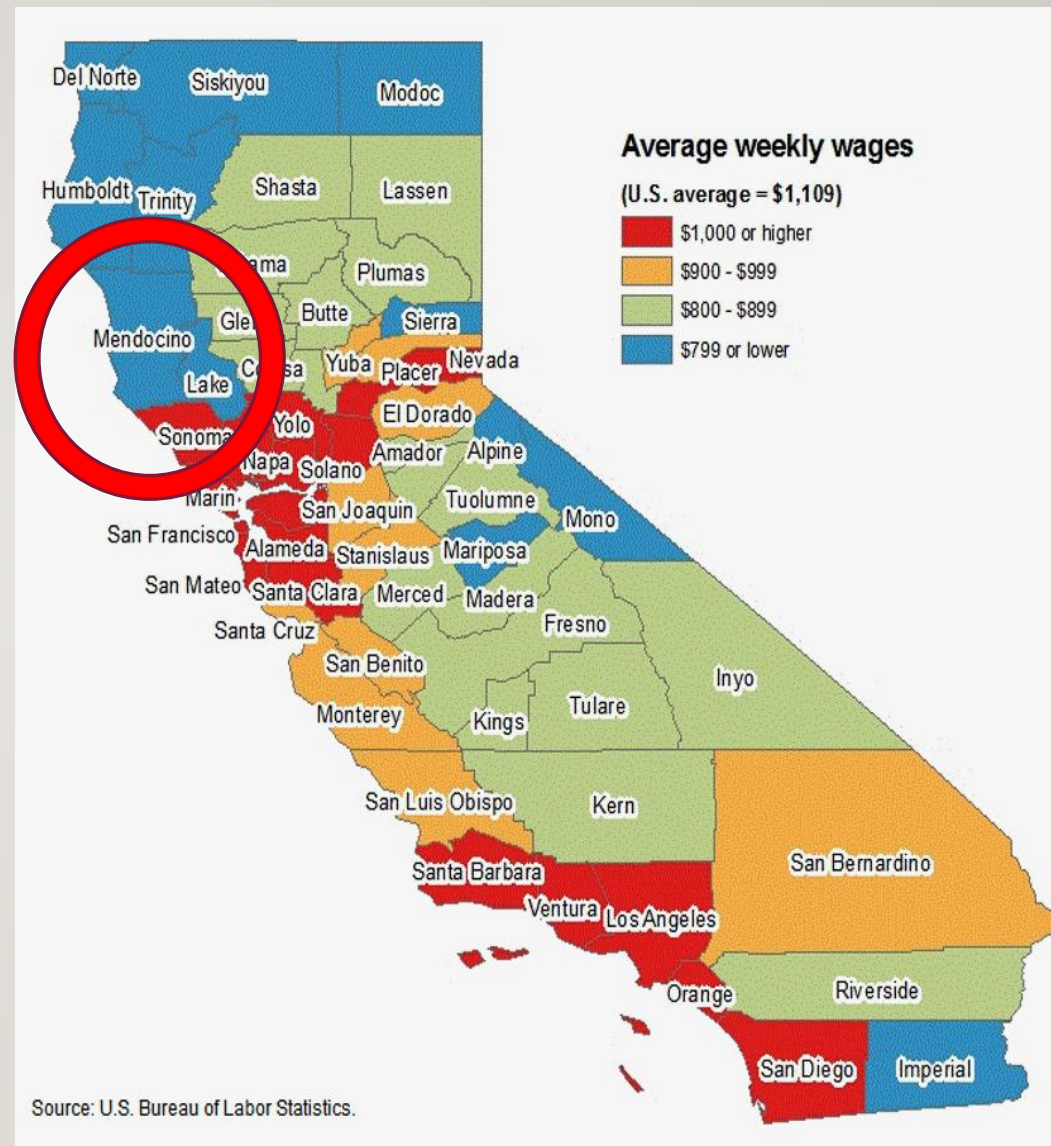 Del Norte
Siskiyou
Modoc
Average weekly wages
(U.S. average = $1,109)
$1,000 or higher
$900 - $999
$800 - $899
$799 or lower
Humboldt
Trinity
Shasta
Lassen
Plumas
Mendocino
Butte
Sierra
Lake
Yuba
Placer
Nevada
Sonoma
Yolo
El Dorado
Napa
Solano
Amador
Alpine
Marin
San Joaquin
Tuolumne
Mono
San Francisco
Alameda
Stanislaus
Mariposa
San Mateo
Santa Clara
Merced
Madera
Santa Cruz
Fresno
San Benito
Inyo
Monterey
Kings
Tulare
San Luis Obispo
Kern
San Bernardino
Santa Barbara
Ventura
Los Angeles
Orange
Riverside
San Diego
Imperial
Source: U.S. Bureau of Labor Statistics.